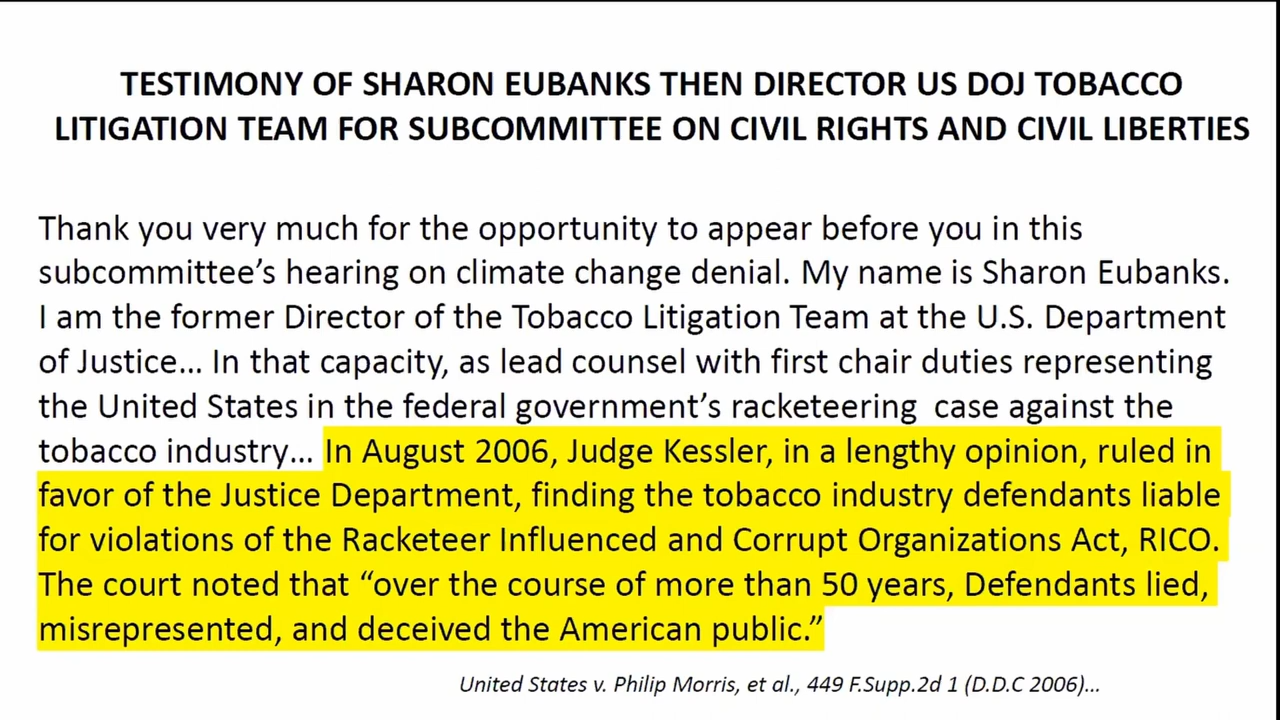 TESTIMONY OF SHARON EUBANKS THEN DIRECTOR US DOJ TOBACCO
LITIGATION TEAM FOR SUBCOMMITTEE ON CIVIL RIGHTS AND CIVIL LIBERTIES
Thank you very much for the opportunity to appear before you in this
subcommittee’s hearing on climate change denial. My name is Sharon Eubanks.
I am the former Director of the Tobacco Litigation Team at the U.S. Department
of Justice... In that capacity, as lead counsel with first chair duties representing
the United States in the federal government’s racketeering case against the
tobacco industry... In August 2006, Judge Kessler, in a lengthy opinion, ruled in
favor of the Justice Department, finding the tobacco industry defendants liable
for violations of the Racketeer Influenced and Corrupt Organizations Act, RICO.
The court noted that “over the course of more than 50 years, Defendants lied,
misrepresented, and deceived the American public.”
United States v. Philip Morris, et al., 449 F.Supp.2d 1 (D.D.C 2006)...